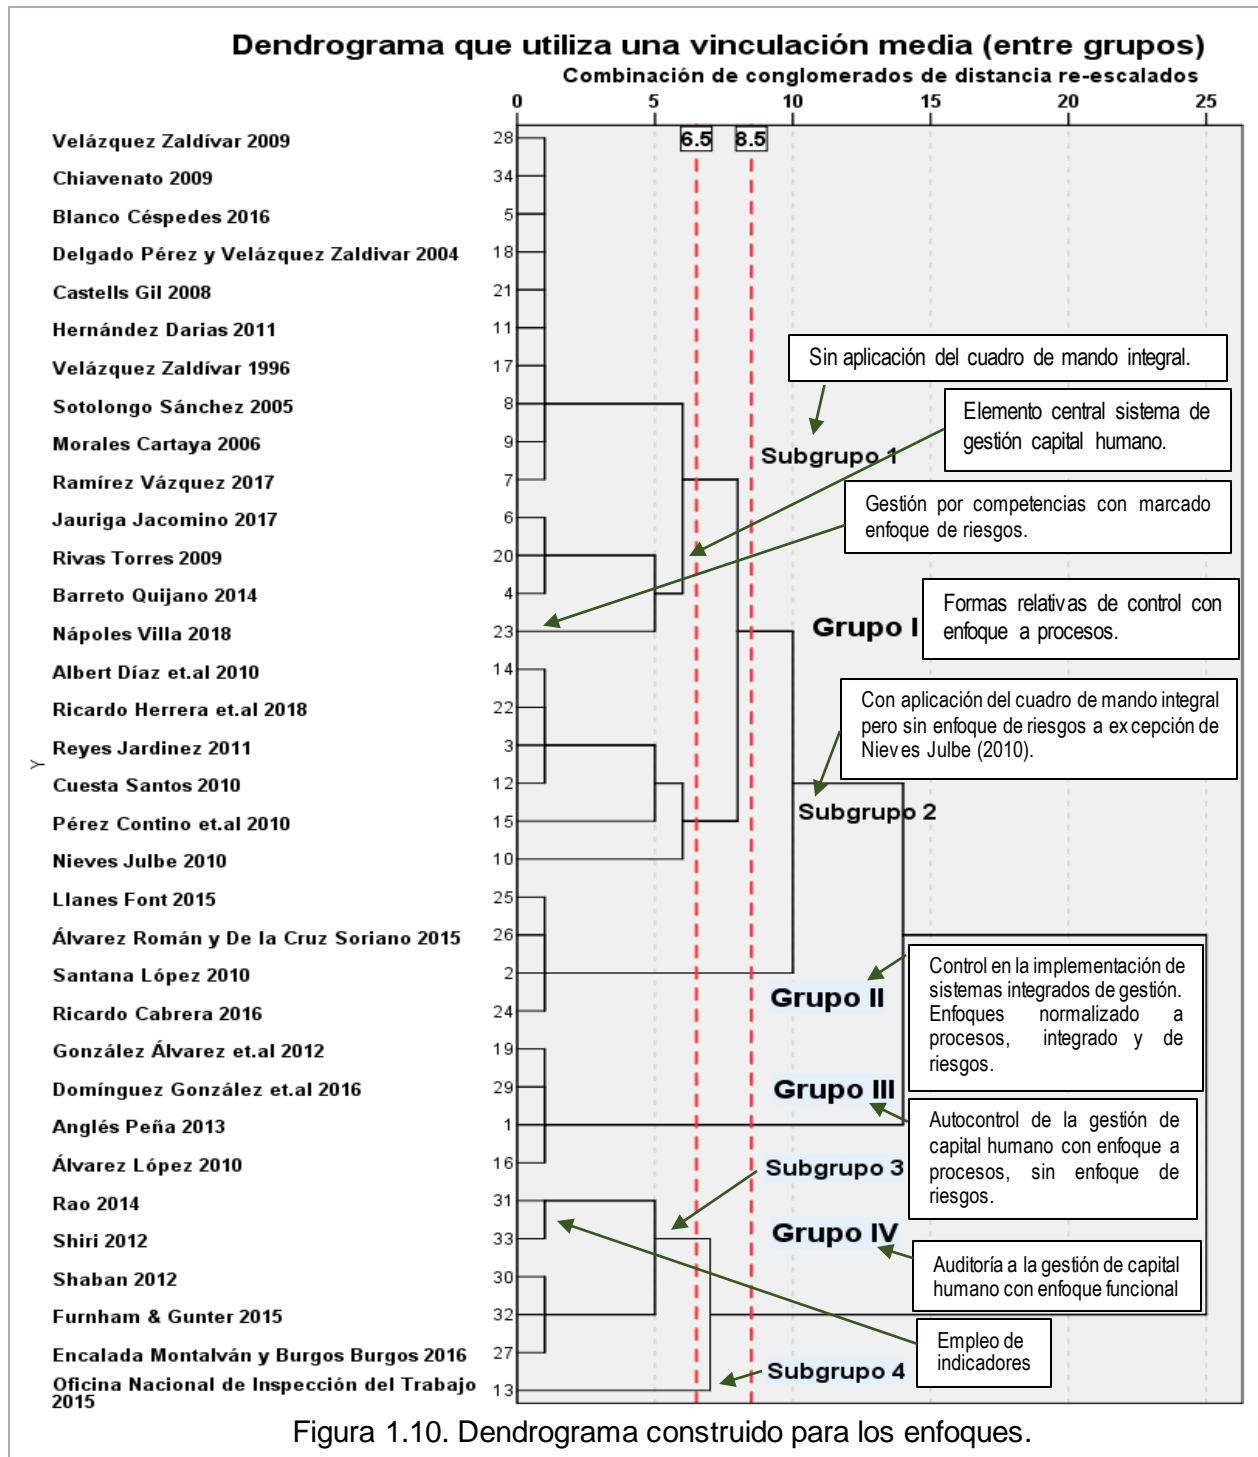 Dendrograma que utiliza una vinculación media (entre grupos)
Combinación de conglomerados de distancia re-escalados
0 5 10 15 20 25
6.5 8.5
Velázquez Zaldívar 2009 28
Chiavenato 2009 34
Blanco Céspedes 2016 5
Delgado Pérez y Velázquez Zaldivar 2004 18
Castells Gil 2008 21
Hernández Darias 2011 11
Velázquez Zaldívar 1996 17
Sotolongo Sánchez 2005 8
Morales Cartaya 2006 9
Ramírez Vázquez 2017 7
Jauriga Jacomino 2017 6
Rivas Torres 2009 20
Barreto Quijano 2014 4
Nápoles Villa 2018 23
Albert Díaz et.al 2010 14
Ricardo Herrera et.al 2018 22
Reyes Jardinez 2011 3
Cuesta Santos 2010 12
Pérez Contino et.al 2010 15
Nieves Julbe 2010 10
Llanes Font 2015 25
Álvarez Román y De la Cruz Soriano 2015 26
Santana López 2010 2
Ricardo Cabrera 2016 24
González Álvarez et.al 2012 19
Domínguez González et.al 2016 29
Anglés Peña 2013 1
Álvarez López 2010 16
Rao 2014 31
Shiri 2012 33
Shaban 2012 30
Furnham & Gunter 2015 32
Encalada Montalván y Burgos Burgos 2016 27
Oficina Nacional de Inspección del Trabajo 13
2015
Y
Sin aplicación del cuadro de mando integral.
Subgrupo 1
Elemento central sistema de
gestión capital humano.
Gestión por competencias con marcado
enfoque de riesgos.
Grupo I
Formas relativas de control con
enfoque a procesos.
Con aplicación del cuadro de mando integral
pero sin enfoque de riesgos a excepción de
Nieves Julbe (2010).
Subgrupo 2
Grupo II
Control en la implementación de
sistemas integrados de gestión.
Enfoques normalizado a
procesos, integrado y de
riesgos.
Grupo III
Autocontrol de la gestión de
capital humano con enfoque a
procesos, sin enfoque de
riesgos.
Subgrupo 3
Grupo IV
Auditoría a la gestión de capital
humano con enfoque funcional
Empleo de
indicadores
Subgrupo 4
Figura 1.10. Dendrograma construido para los enfoques.